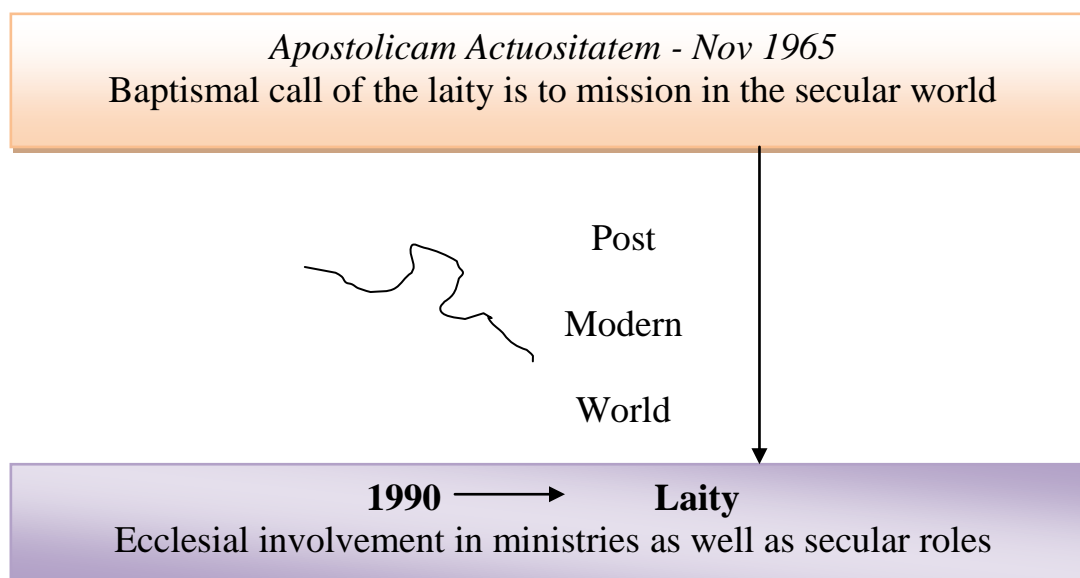 Apostolicam Actuositatem - Nov 1965
Baptismal call of the laity is to mission in the secular world
Post
Modern
World
1990 Laity
Ecclesial involvement in ministries as well as secular roles